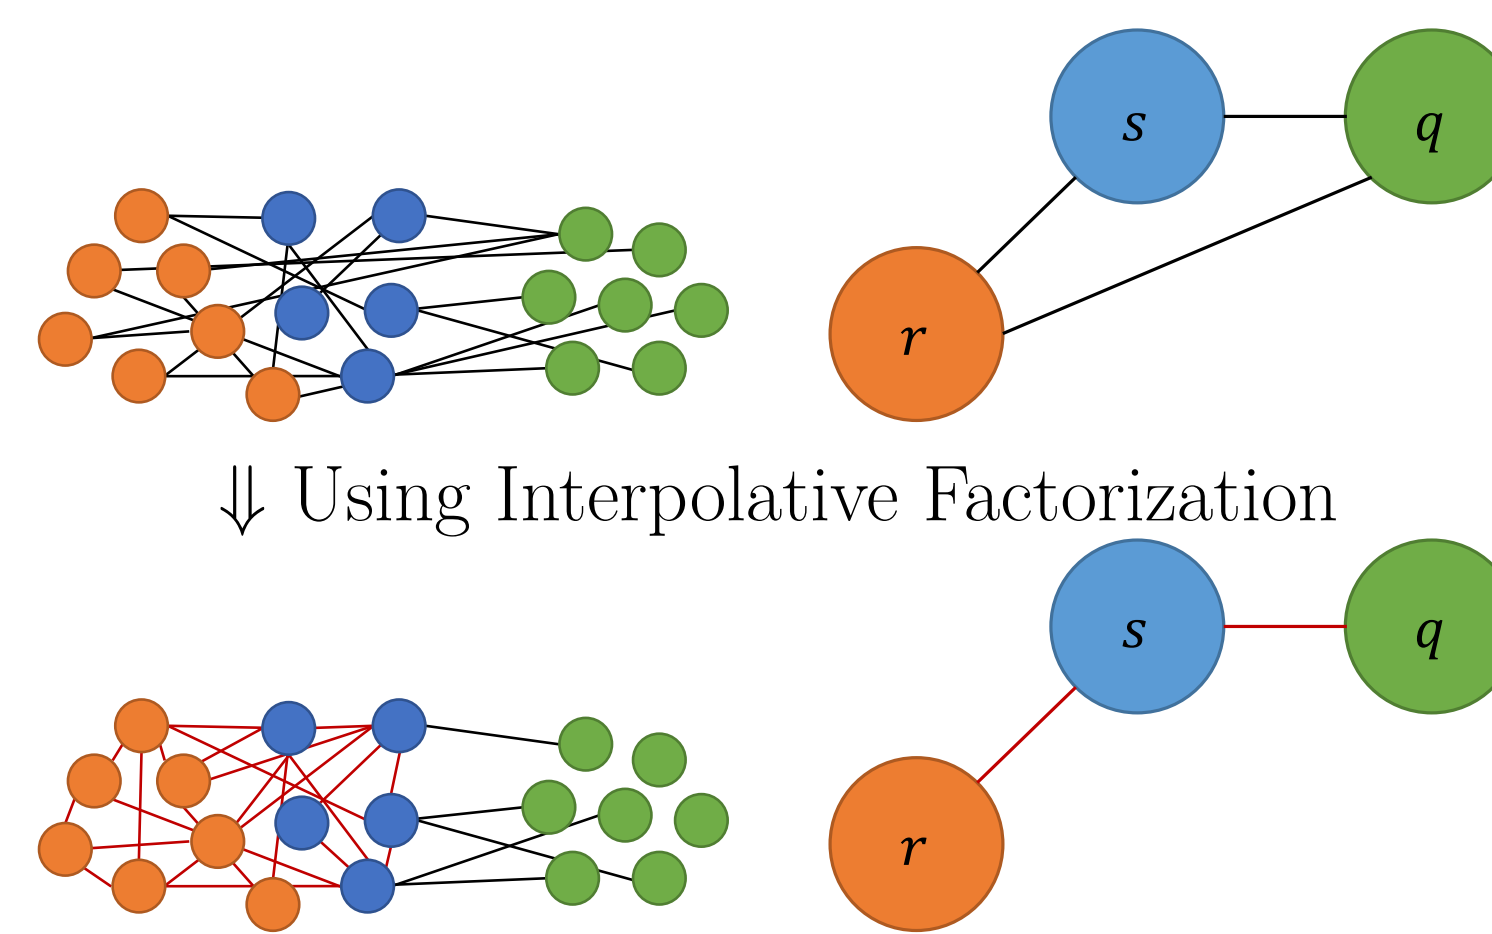 s
q
r
⇓ Using Interpolative Factorization
s
q
r